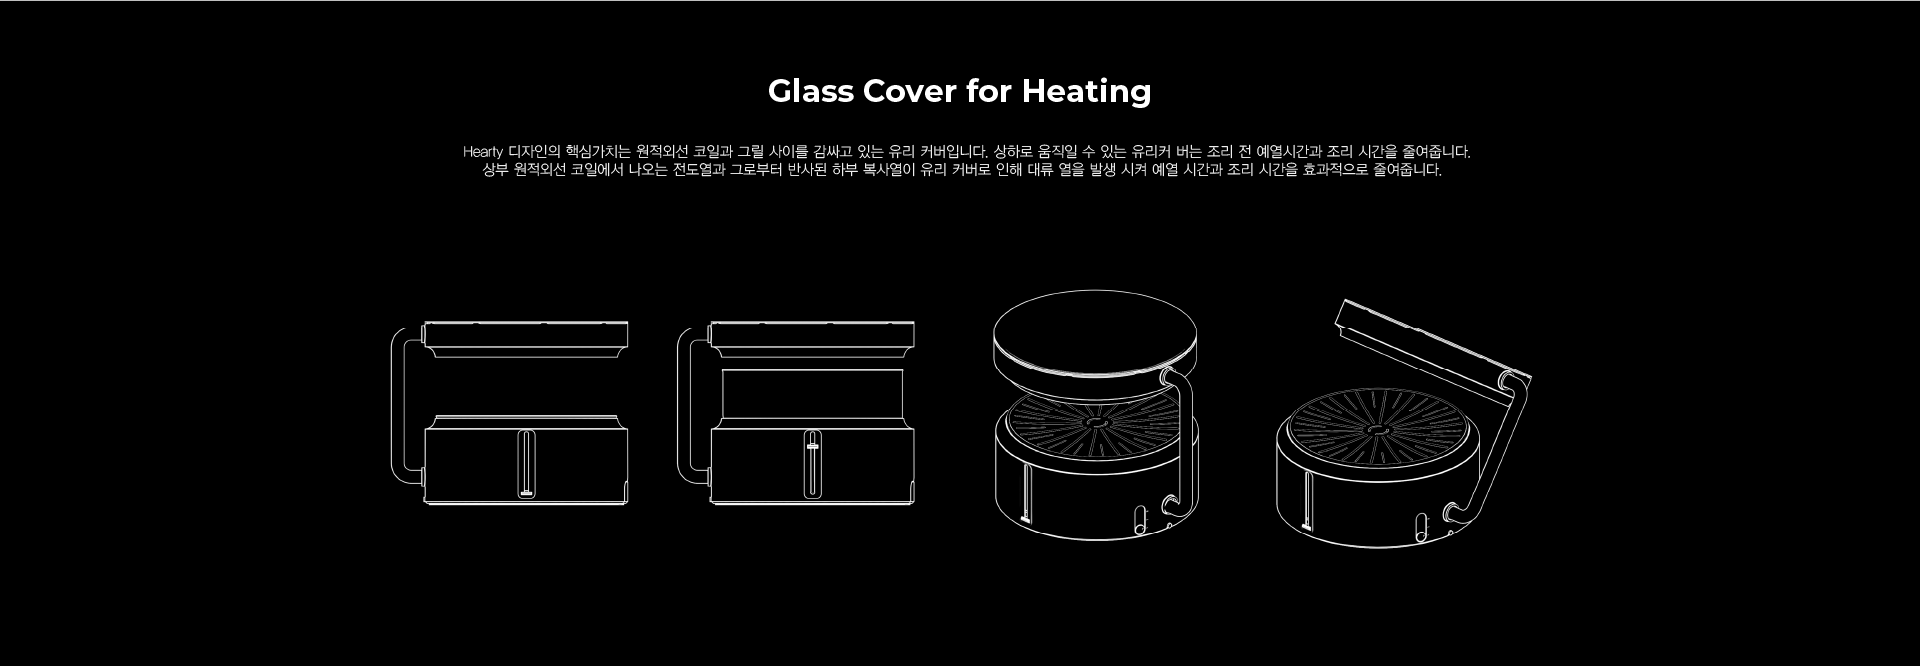 Glass Cover for Heating
Hearty 디자인의 핵심가치는 원적외선 코일과 그릴 사이를 감싸고 있는 유리 커버입니다. 상하로 움직일 수 있는 유리커 버는 조리 전 예열시간과 조리 시간을 줄여줍니다.
상부 원적외선 코일에서 나오는 전도열과 그로부터 반사된 하부 복사열이 유리 커버로 인해 대류 열을 발생 시켜 예열 시간과 조리 시간을 효과적으로 줄여줍니다.